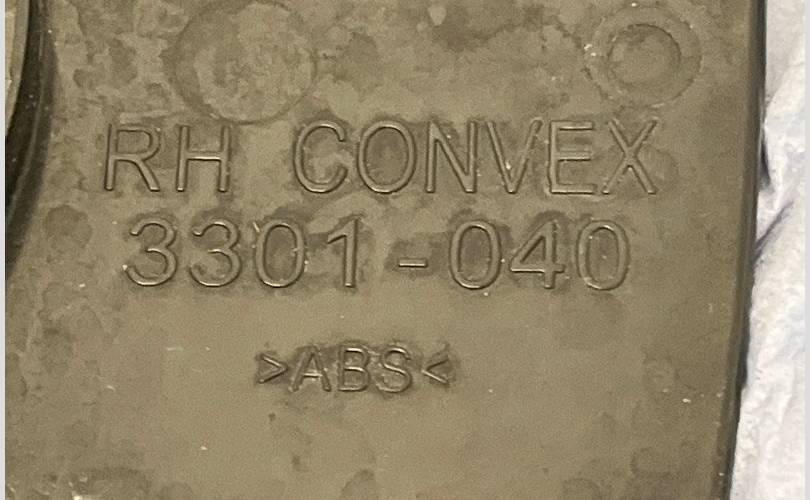 RH CONVEX
3301-040
>ABS<